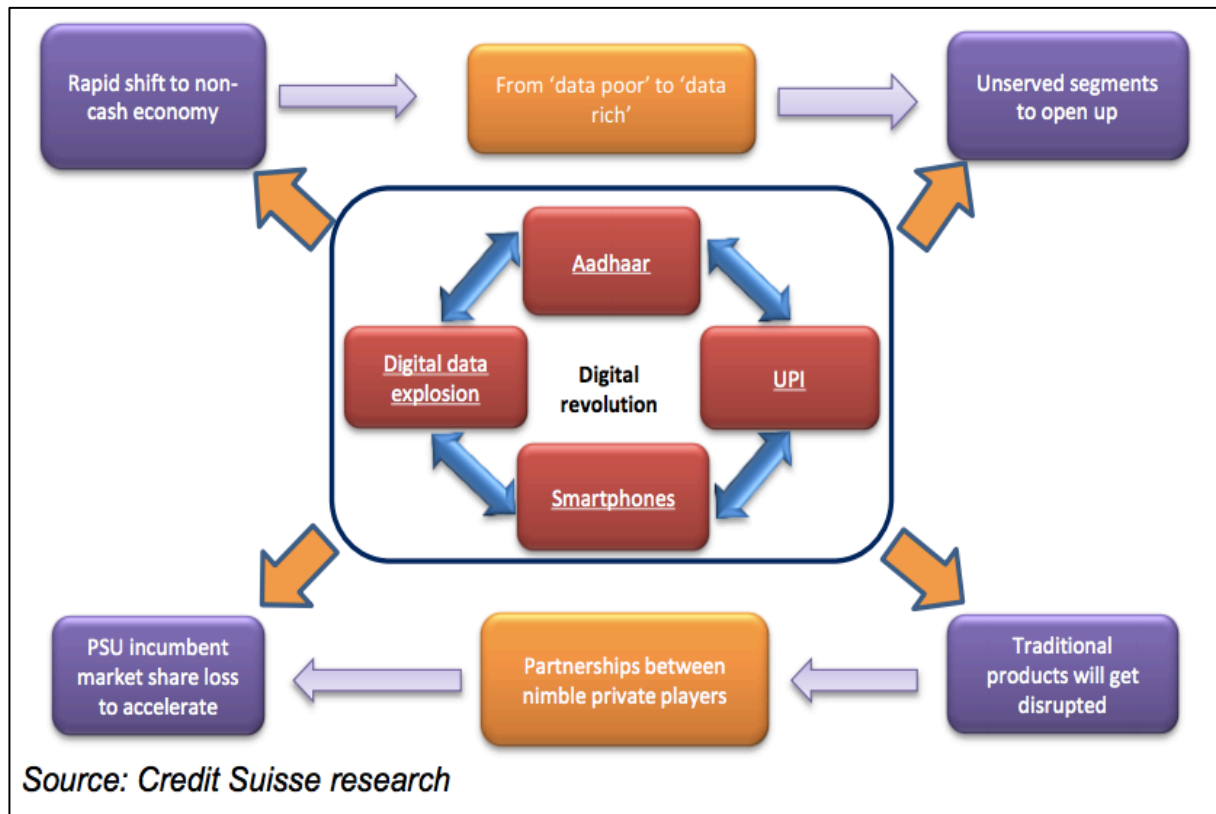 Rapid shift to non-
cash economy
From ‘data poor’ to ‘data
rich’
Unserved segments
to open up
Aadhaar
Digital data
explosion
Digital
revolution
UPI
Smartphones
PSU incumbent
market share loss
to accelerate
Partnerships between
nimble private players
Traditional
products will get
disrupted
Source: Credit Suisse research